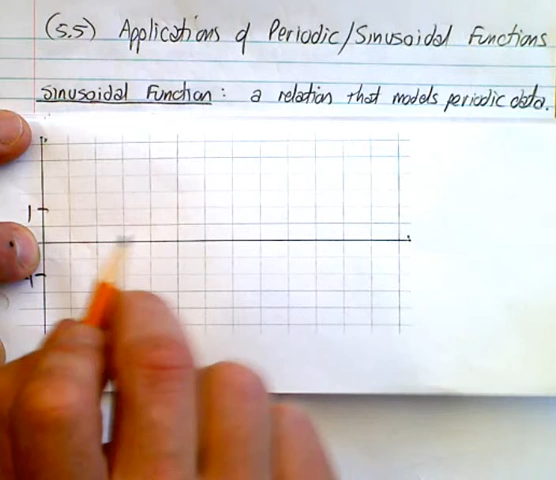 (5.5) Applications of Periodic/Sinusoidal Functions
Sinusoidal Function: a relation that models periodic data.
1
-1